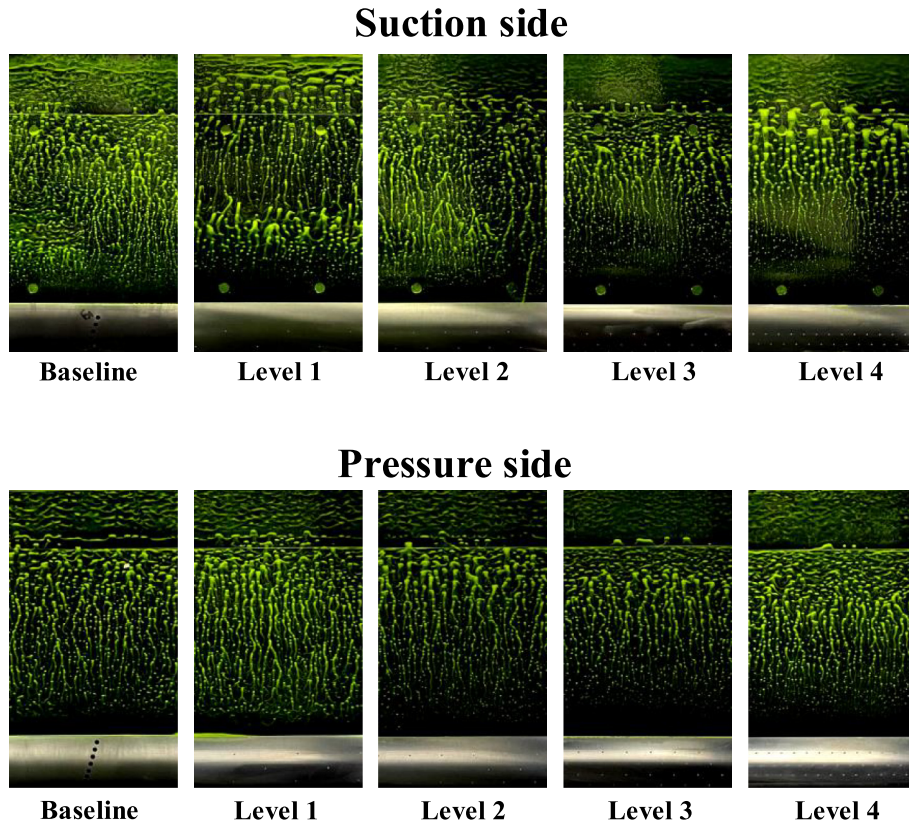 Suction side
Baseline
Level 1
Level 2
Level 3
Level 4
Pressure side
Baseline
Level 1
Level 2
Level 3
Level 4